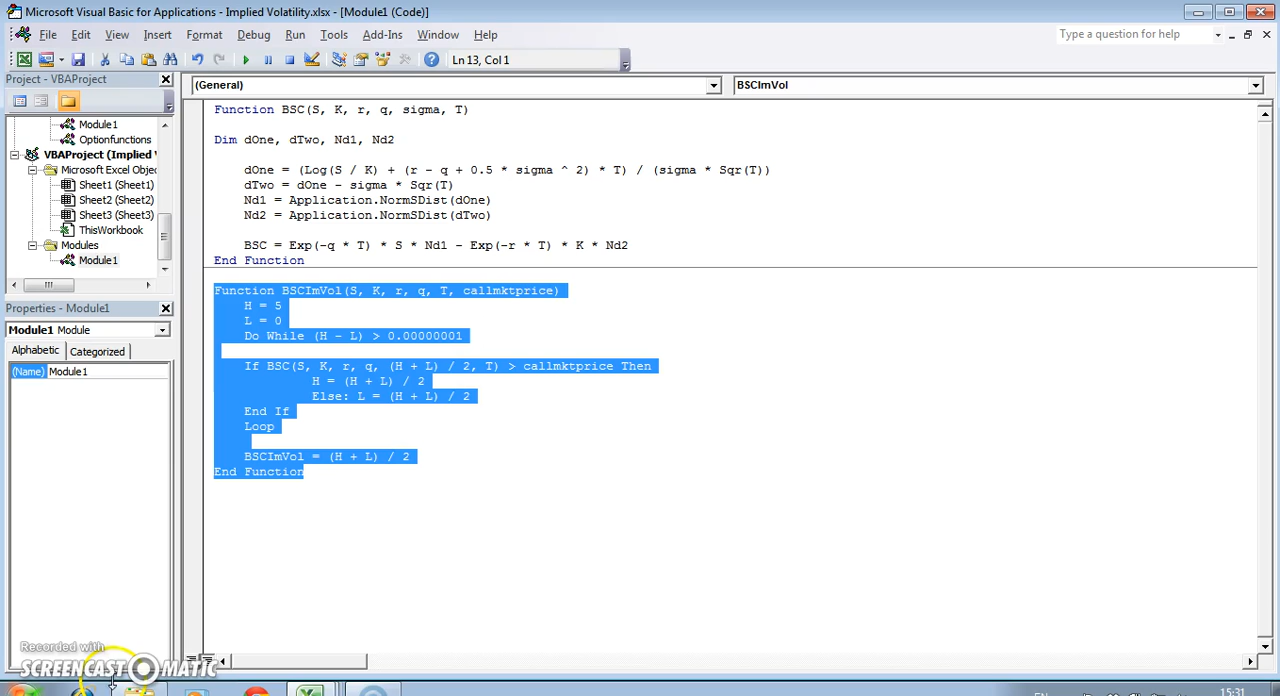 Microsoft Visual Basic for Applications - Implied Volatility.xlsx - [Module1 (Code)]
File Edit View Insert Format Debug Run Tools Add-Ins Window Help
Type a question for help
Ln 13, Col 1
Project - VBAProject
(General)
BSCImVol
Module1
Optionfunctions
VBAProject (Implied
Microsoft Excel Objec
Sheet1 (Sheet1)
Sheet2 (Sheet2)
Sheet3 (Sheet3)
ThisWorkbook
Modules
Module1
Properties - Module1
Module1 Module
Alphabetic Categorized
(Name) Module1
Function BSC(S, K, r, q, sigma, T)
Dim dOne, dTwo, Nd1, Nd2
dOne = (Log(S / K) + (r - q + 0.5 * sigma ^ 2) * T) / (sigma * Sqr(T))
dTwo = dOne - sigma * Sqr(T)
Nd1 = Application.NormSDist(dOne)
Nd2 = Application.NormSDist(dTwo)
BSC = Exp(-q * T) * S * Nd1 - Exp(-r * T) * K * Nd2
End Function
Function BSCImVol(S, K, r, q, T, callmktprice)
H = 5
L = 0
Do While (H - L) > 0.00000001
If BSC(S, K, r, q, (H + L) / 2, T) > callmktprice Then
H = (H + L) / 2
Else: L = (H + L) / 2
End If
Loop
BSCImVol = (H + L) / 2
End Function
Recorded with
SCREENCAST MATIC
EN
15:31